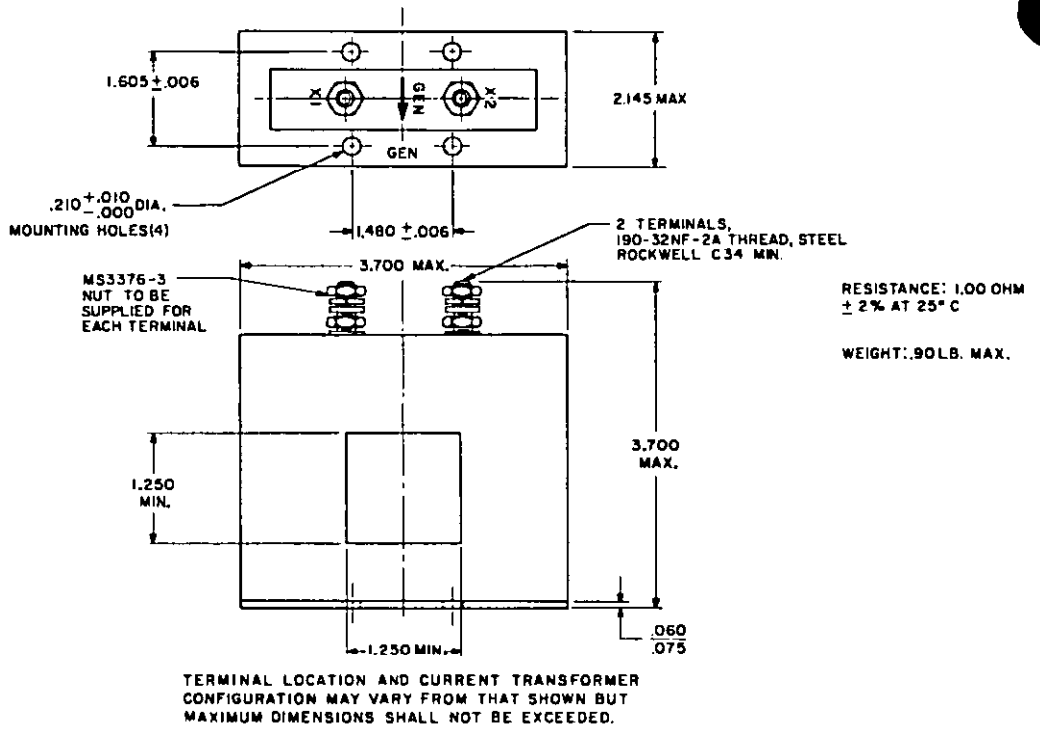 1.605 ± .006
X1
GEN
X2
2.145 MAX
GEN
.210 +.010 -.000 DIA.
MOUNTING HOLES(4)
1.480 ± .006
2 TERMINALS,
190-32NF-2A THREAD, STEEL
ROCKWELL C34 MIN.
3.700 MAX.
MS3376-3
NUT TO BE
SUPPLIED FOR
EACH TERMINAL
RESISTANCE: 1.00 OHM
± 2% AT 25° C
WEIGHT: .90 LB. MAX.
3.700
MAX.
1.250
MIN.
.060
.075
1.250 MIN.
TERMINAL LOCATION AND CURRENT TRANSFORMER
CONFIGURATION MAY VARY FROM THAT SHOWN BUT
MAXIMUM DIMENSIONS SHALL NOT BE EXCEEDED.